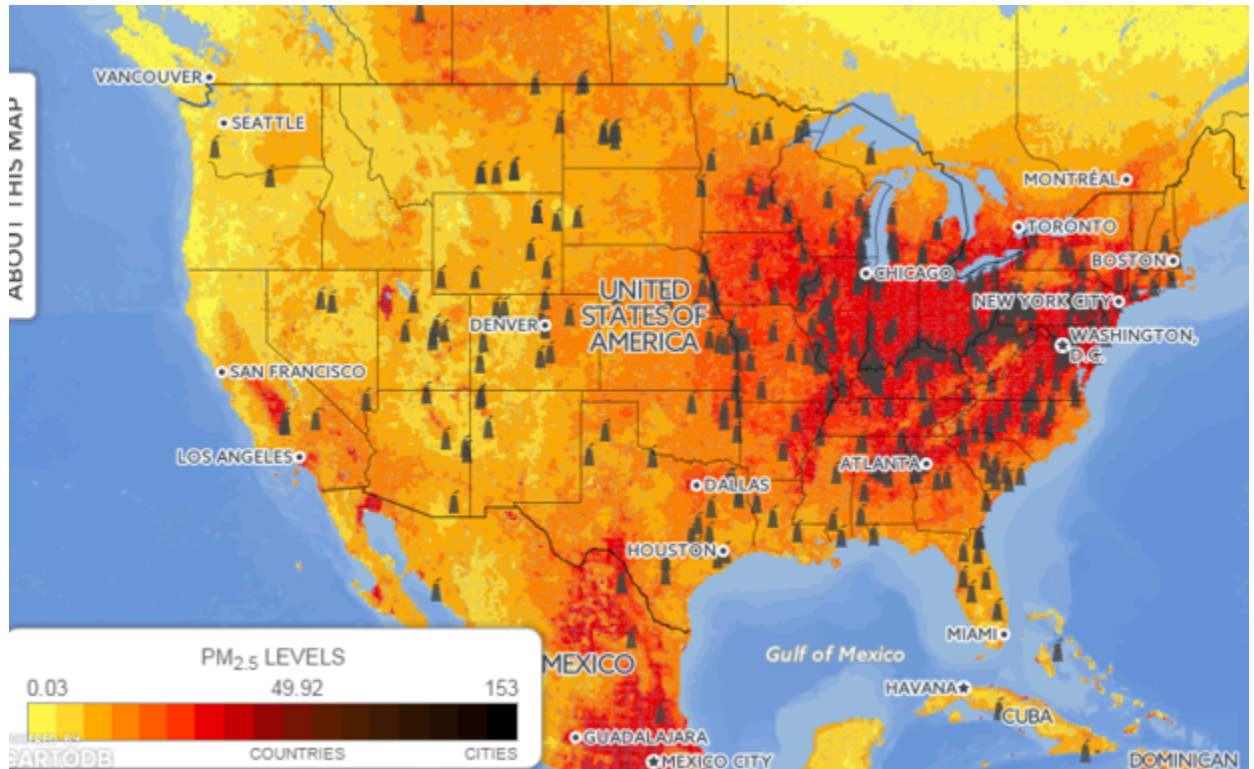 VANCOUVER
SEATTLE
ABOUT THIS MAP
MONTRÉAL
TORONTO
BOSTON
CHICAGO
NEW YORK CITY
UNITED
STATES OF
AMERICA
DENVER
WASHINGTON,
D.C.
SAN FRANCISCO
LOS ANGELES
ATLANTA
DALLAS
HOUSTON
MIAMI
Gulf of Mexico
MEXICO
HAVANA
CUBA
GUADALAJARA
MEXICO CITY
DOMINICAN
PM2.5 LEVELS
0.03 49.92 153
COUNTRIES CITIES
CARTODB